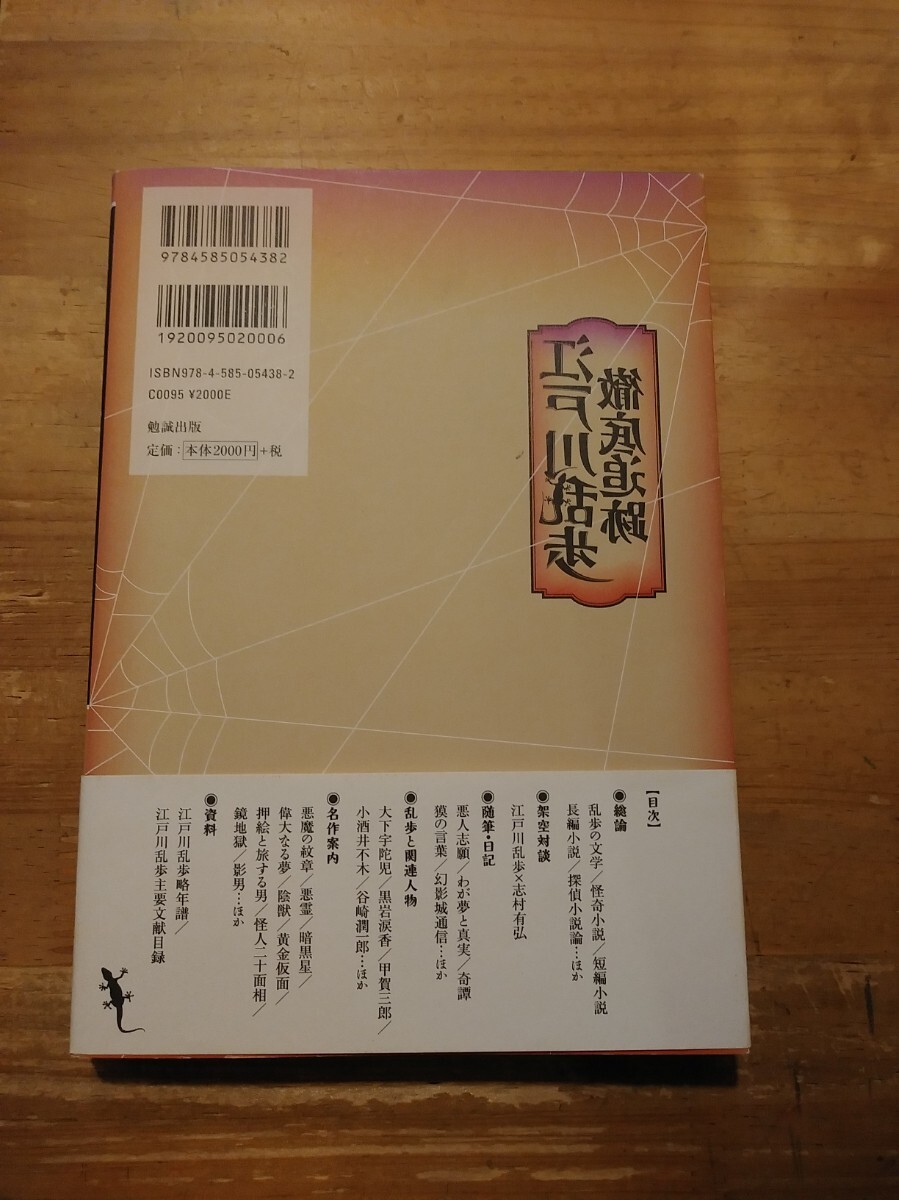 9784585054382
1920095020006
ISBN978-4-585-05438-2
C0095 ¥2000E
勉誠出版
定価：本体2000円+税
徹底追跡
江戸川乱歩
【目次】
◉総論
乱歩の文学／怪奇小説／短編小説
長編小説／探偵小説論…ほか
◉架空対談
江戸川乱歩×志村有弘
◉随筆・日記
悪人志願／わが夢と真実／奇譚
獏の言葉／幻影城通信…ほか
◉乱歩と関連人物
大下宇陀児／黒岩涙香／甲賀三郎／
小酒井不木／谷崎潤一郎…ほか
◉名作案内
悪魔の紋章／悪霊／暗黒星／
偉大なる夢／陰獣／黄金仮面／
押絵と旅する男／怪人二十面相／
鏡地獄／影男…ほか
◉資料
江戸川乱歩略年譜／
江戸川乱歩主要文献目録